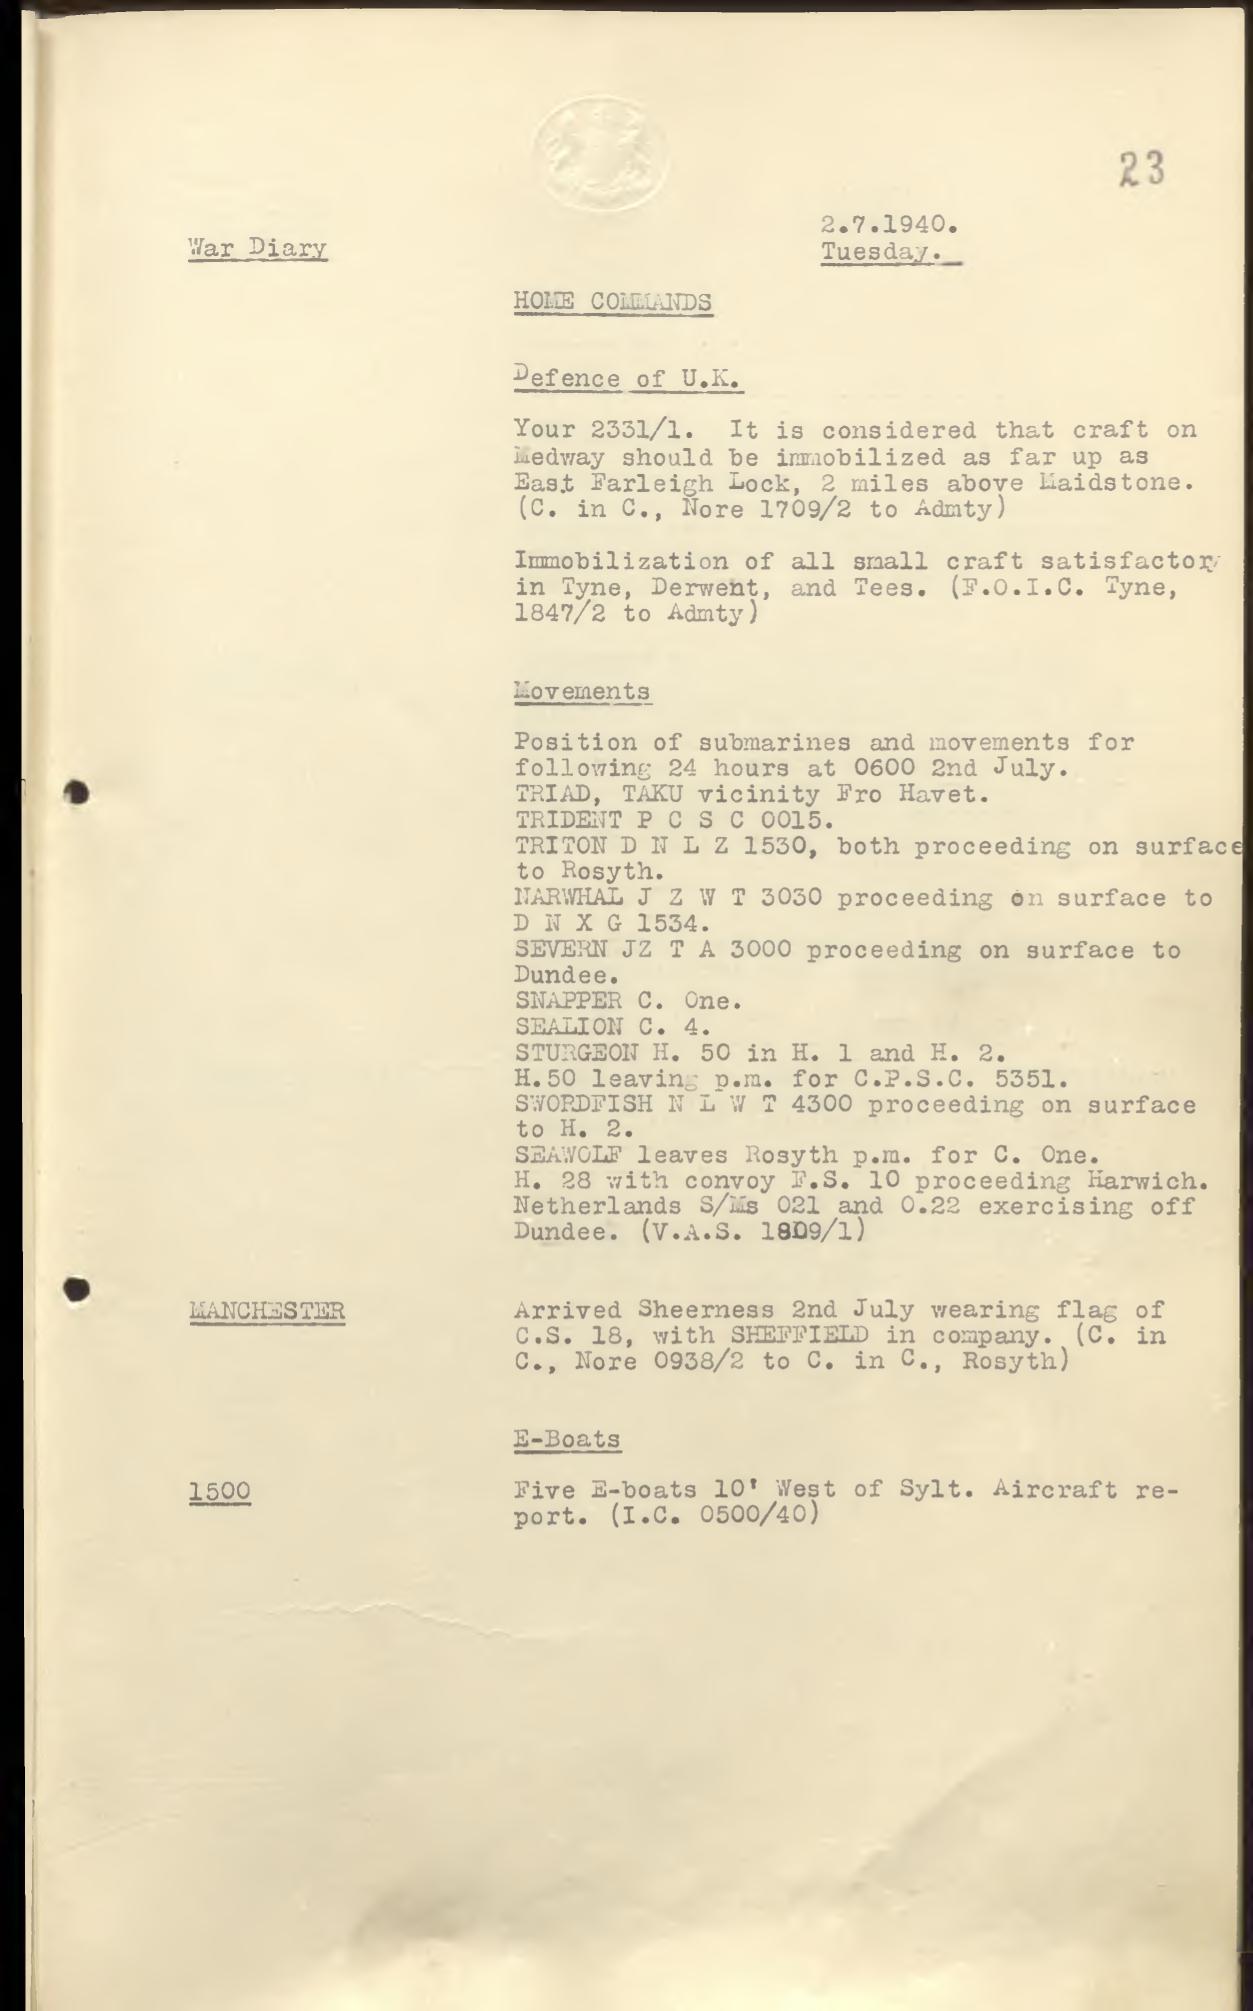 23
2.7.1940.
War Diary
Tuesday.
HOME COMMANDS
Defence of U.K.
Your 2331/1. It is considered that craft on
Medway should be immobilized as far up as
East Farleigh Lock, 2 miles above Maidstone.
(C. in C., Nore 1709/2 to Admty)
Immobilization of all small craft satisfactory
in Tyne, Derwent, and Tees. (F.O.I.C. Tyne,
1847/2 to Admty)
Movements
Position of submarines and movements for
following 24 hours at 0600 2nd July.
TRIAD, TAKU vicinity Fro Havet.
TRIDENT P C S C 0015.
TRITON D N L Z 1530, both proceeding on surface
to Rosyth.
NARWHAL J Z W T 3030 proceeding on surface to
D N X G 1534.
SEVERN JZ T A 3000 proceeding on surface to
Dundee.
SNAPPER C. One.
SEALION C. 4.
STURGEON H. 50 in H. 1 and H. 2.
H.50 leaving p.m. for C.P.S.C. 5351.
SWORDFISH N L W T 4300 proceeding on surface
to H. 2.
SEAWOLF leaves Rosyth p.m. for C. One.
H. 28 with convoy F.S. 10 proceeding Harwich.
Netherlands S/Ms 021 and 0.22 exercising off
Dundee. (V.A.S. 1809/1)
MANCHESTER
Arrived Sheerness 2nd July wearing flag of
C.S. 18, with SHEFFIELD in company. (C. in
C., Nore 0938/2 to C. in C., Rosyth)
E-Boats
1500
Five E-boats 10' West of Sylt. Aircraft re-
port. (I.C. 0500/40)